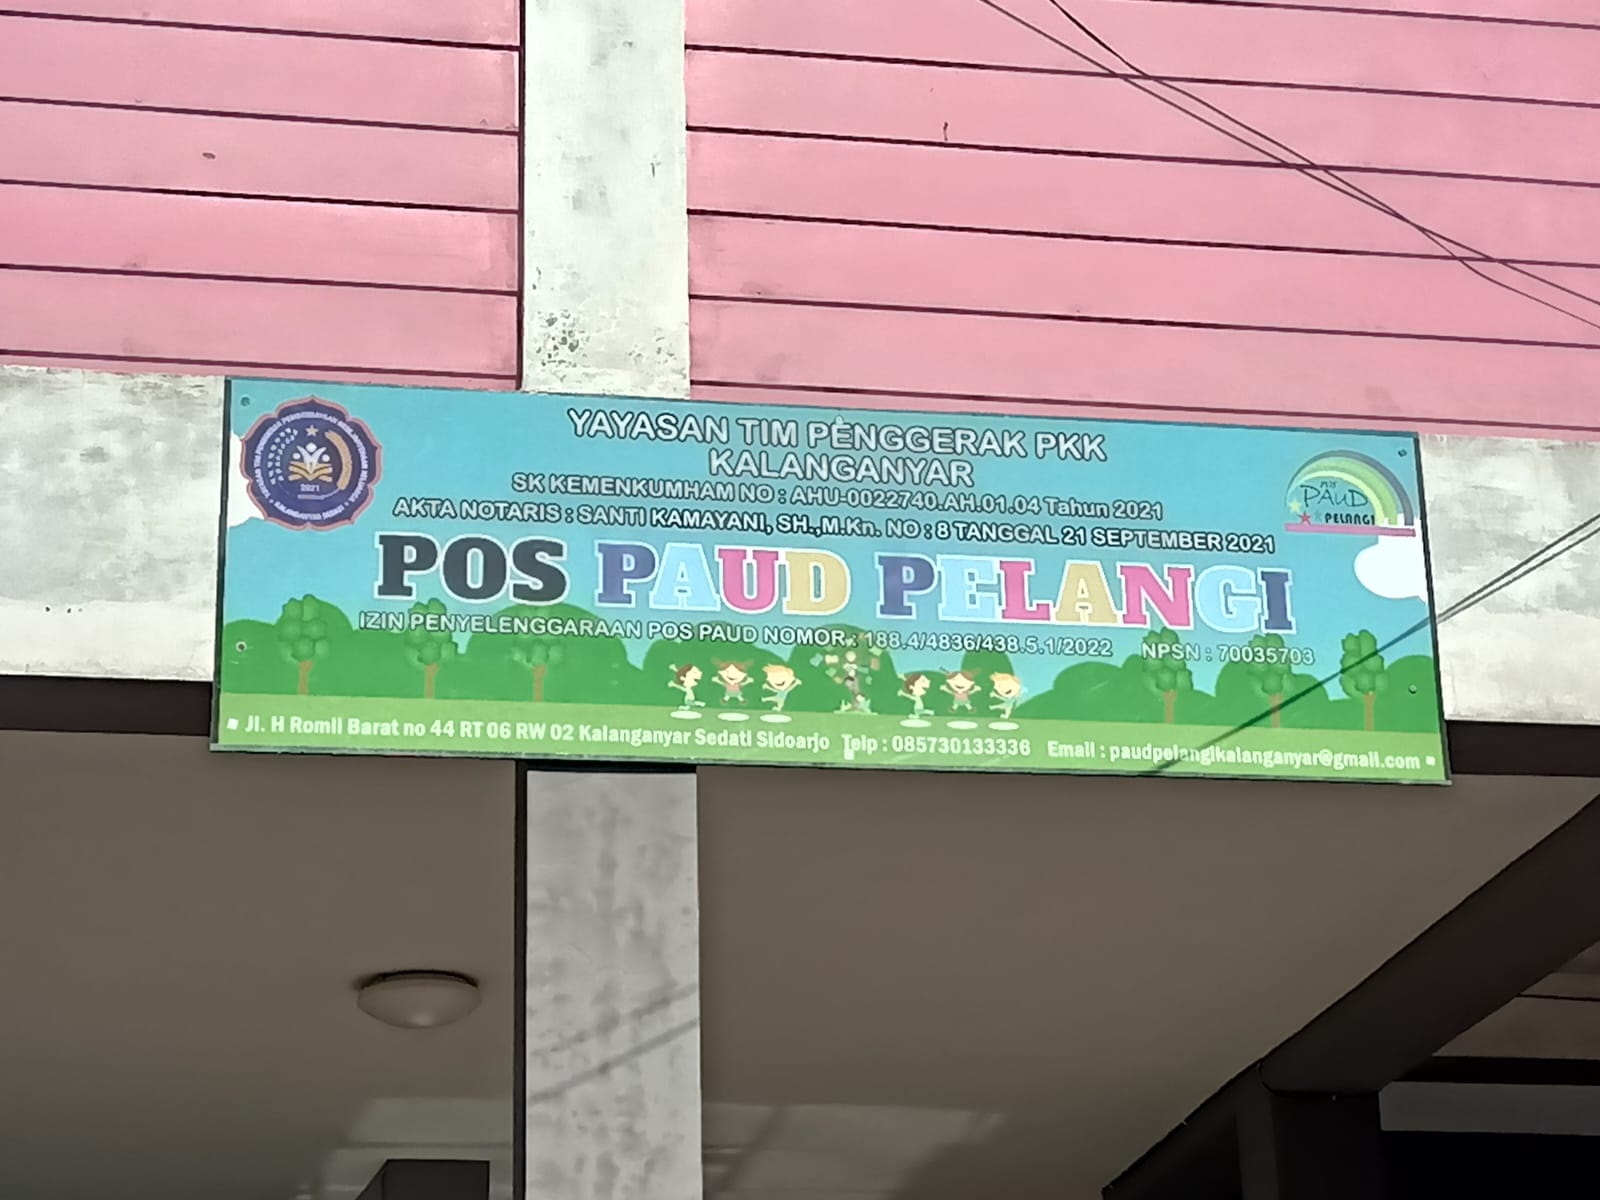 YAYASAN TIM PENGGERAK PKK
KALANGANYAR
SK KEMENKUMHAM NO : AHU-0022740.AH.01.04 Tahun 2021
AKTA NOTARIS : SANTI KAMAYANI, SH.,M.Kn. NO : 8 TANGGAL 21 SEPTEMBER 2021
POS PAUD PELANGI
IZIN PENYELENGGARAAN POS PAUD NOMOR : 188.4/4836/438.5.1/2022 NPSN : 70035703
Jl. H Romli Barat no 44 RT 06 RW 02 Kalanganyar Sedati Sidoarjo Telp : 085730133336 Email : paudpelangikalanganyar@gmail.com
2021
POS
PAUD
PELANGI